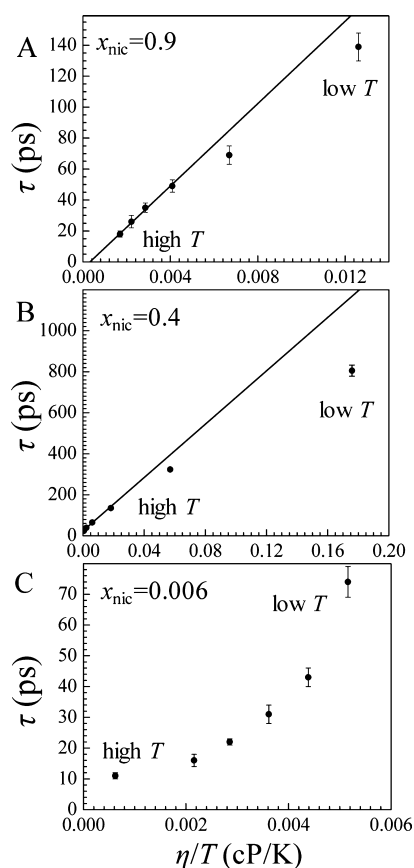 A
x_nic=0.9
140
120
100
80
60
40
20
0
τ (ps)
low T
high T
0.000 0.004 0.008 0.012
B
x_nic=0.4
1000
800
600
400
200
0
τ (ps)
low T
high T
0.00 0.04 0.08 0.12 0.16 0.20
C
x_nic=0.006
70
60
50
40
30
20
10
0
τ (ps)
low T
high T
0.000 0.002 0.004 0.006
η/T (cP/K)